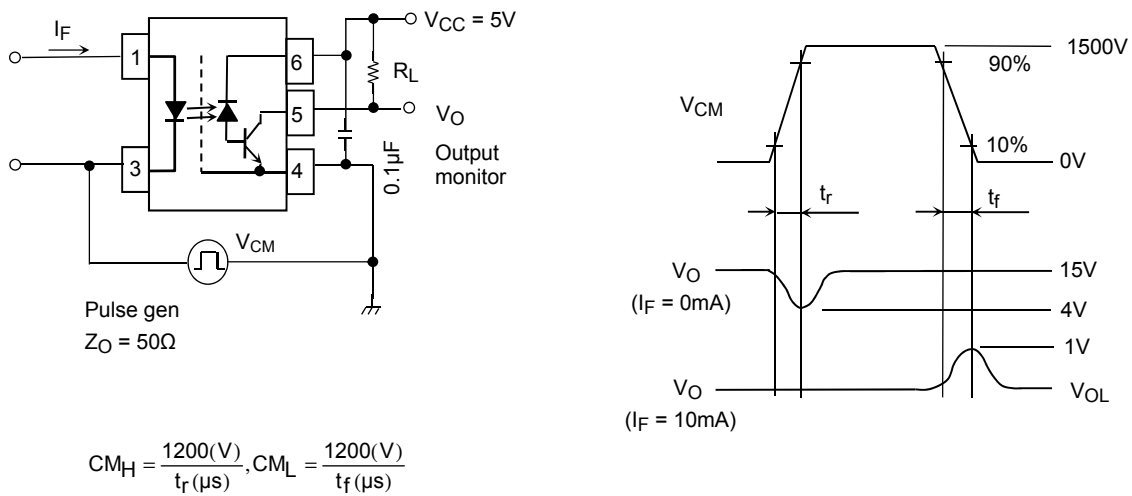 I_F
V_CC = 5V
1
6
R_L
5
V_O
3
4
0.1μF
Output
monitor
V_CM
Pulse gen
Z_O = 50Ω
CM_H = 1200(V) / t_r(μs), CM_L = 1200(V) / t_f(μs)
1500V
90%
V_CM
10%
0V
t_r
t_f
V_O
15V
(I_F = 0mA)
4V
1V
V_O
V_OL
(I_F = 10mA)